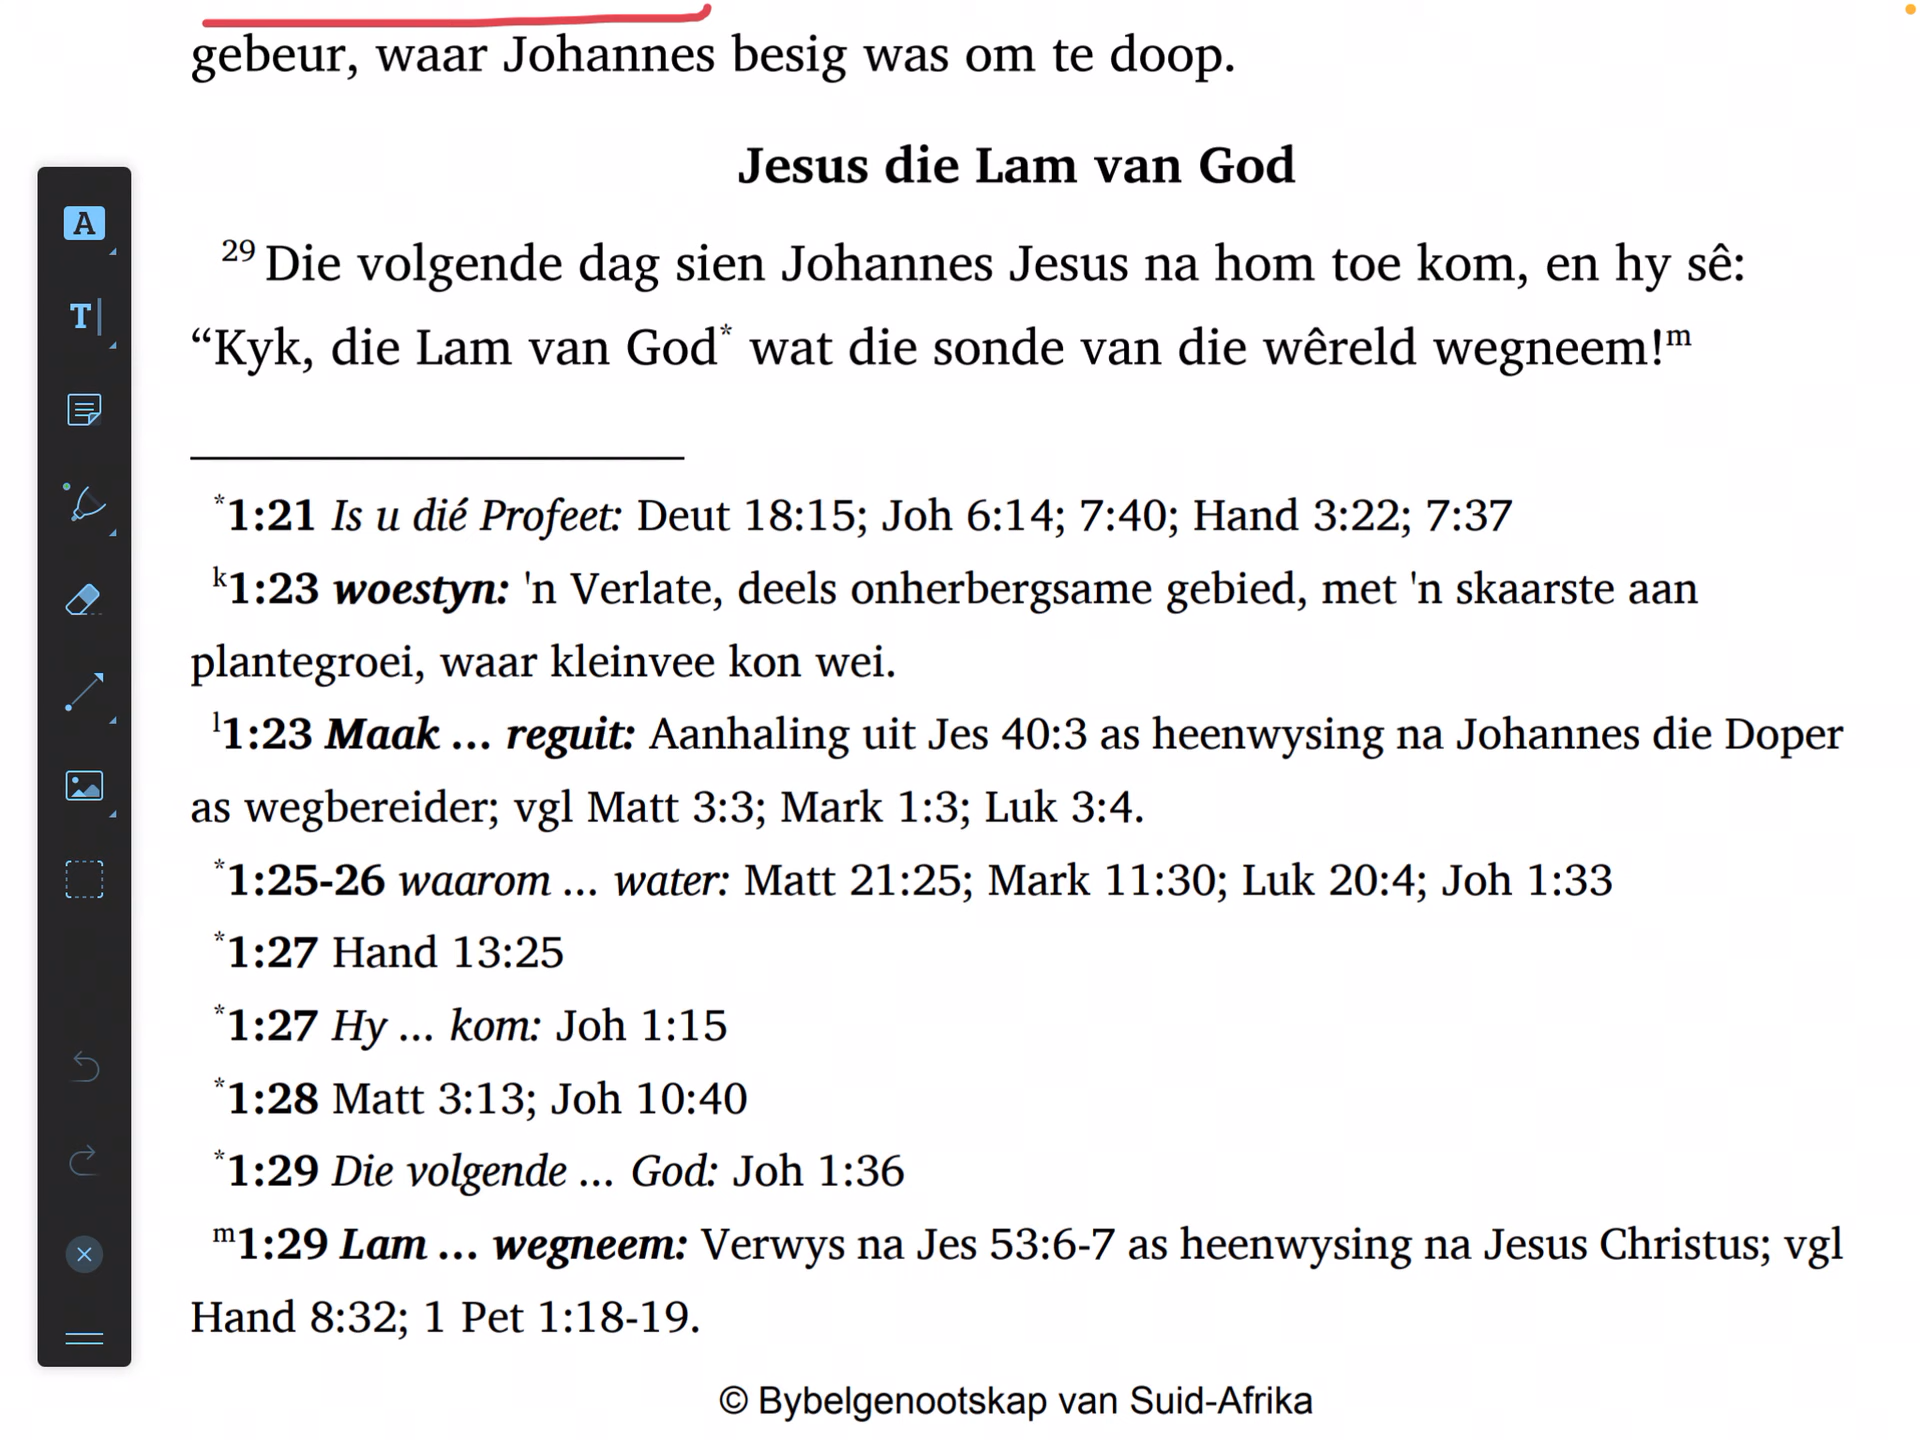 gebeur, waar Johannes besig was om te doop.
Jesus die Lam van God
29 Die volgende dag sien Johannes Jesus na hom toe kom, en hy sê:
“Kyk, die Lam van God* wat die sonde van die wêreld wegneem!m
*1:21 Is u dié Profeet: Deut 18:15; Joh 6:14; 7:40; Hand 3:22; 7:37
k1:23 woestyn: 'n Verlate, deels onherbergsame gebied, met 'n skaarste aan
plantegroei, waar kleinvee kon wei.
l1:23 Maak ... reguit: Aanhaling uit Jes 40:3 as heenwysing na Johannes die Doper
as wegbereider; vgl Matt 3:3; Mark 1:3; Luk 3:4.
*1:25-26 waarom ... water: Matt 21:25; Mark 11:30; Luk 20:4; Joh 1:33
*1:27 Hand 13:25
*1:27 Hy ... kom: Joh 1:15
*1:28 Matt 3:13; Joh 10:40
*1:29 Die volgende ... God: Joh 1:36
m1:29 Lam ... wegneem: Verwys na Jes 53:6-7 as heenwysing na Jesus Christus; vgl
Hand 8:32; 1 Pet 1:18-19.
© Bybelgenootskap van Suid-Afrika
A
T